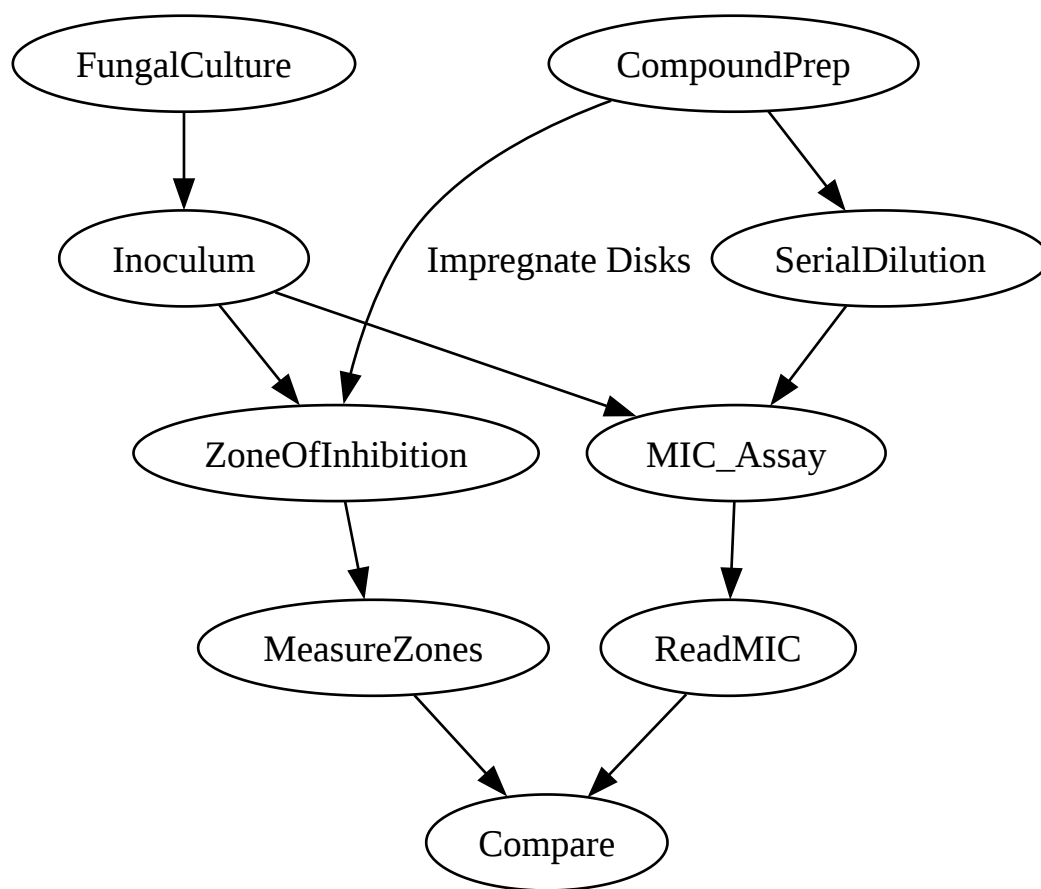 FungalCulture
CompoundPrep
Inoculum
Impregnate Disks
SerialDilution
ZoneOfInhibition
MIC_Assay
MeasureZones
ReadMIC
Compare